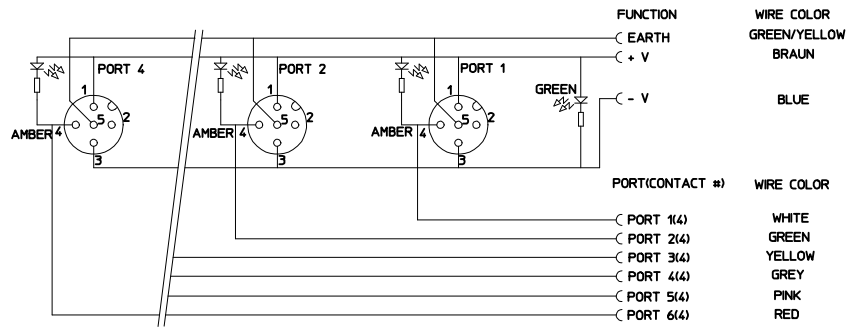 FUNCTION WIRE COLOR
EARTH GREEN/YELLOW
+ V BRAUN
PORT 4 PORT 2 PORT 1
GREEN
- V BLUE
1 1 1
AMBER 4 5 2 AMBER 4 5 2 AMBER 4 5 2
3 3 3
PORT(CONTACT #) WIRE COLOR
PORT 1(4) WHITE
PORT 2(4) GREEN
PORT 3(4) YELLOW
PORT 4(4) GREY
PORT 5(4) PINK
PORT 6(4) RED